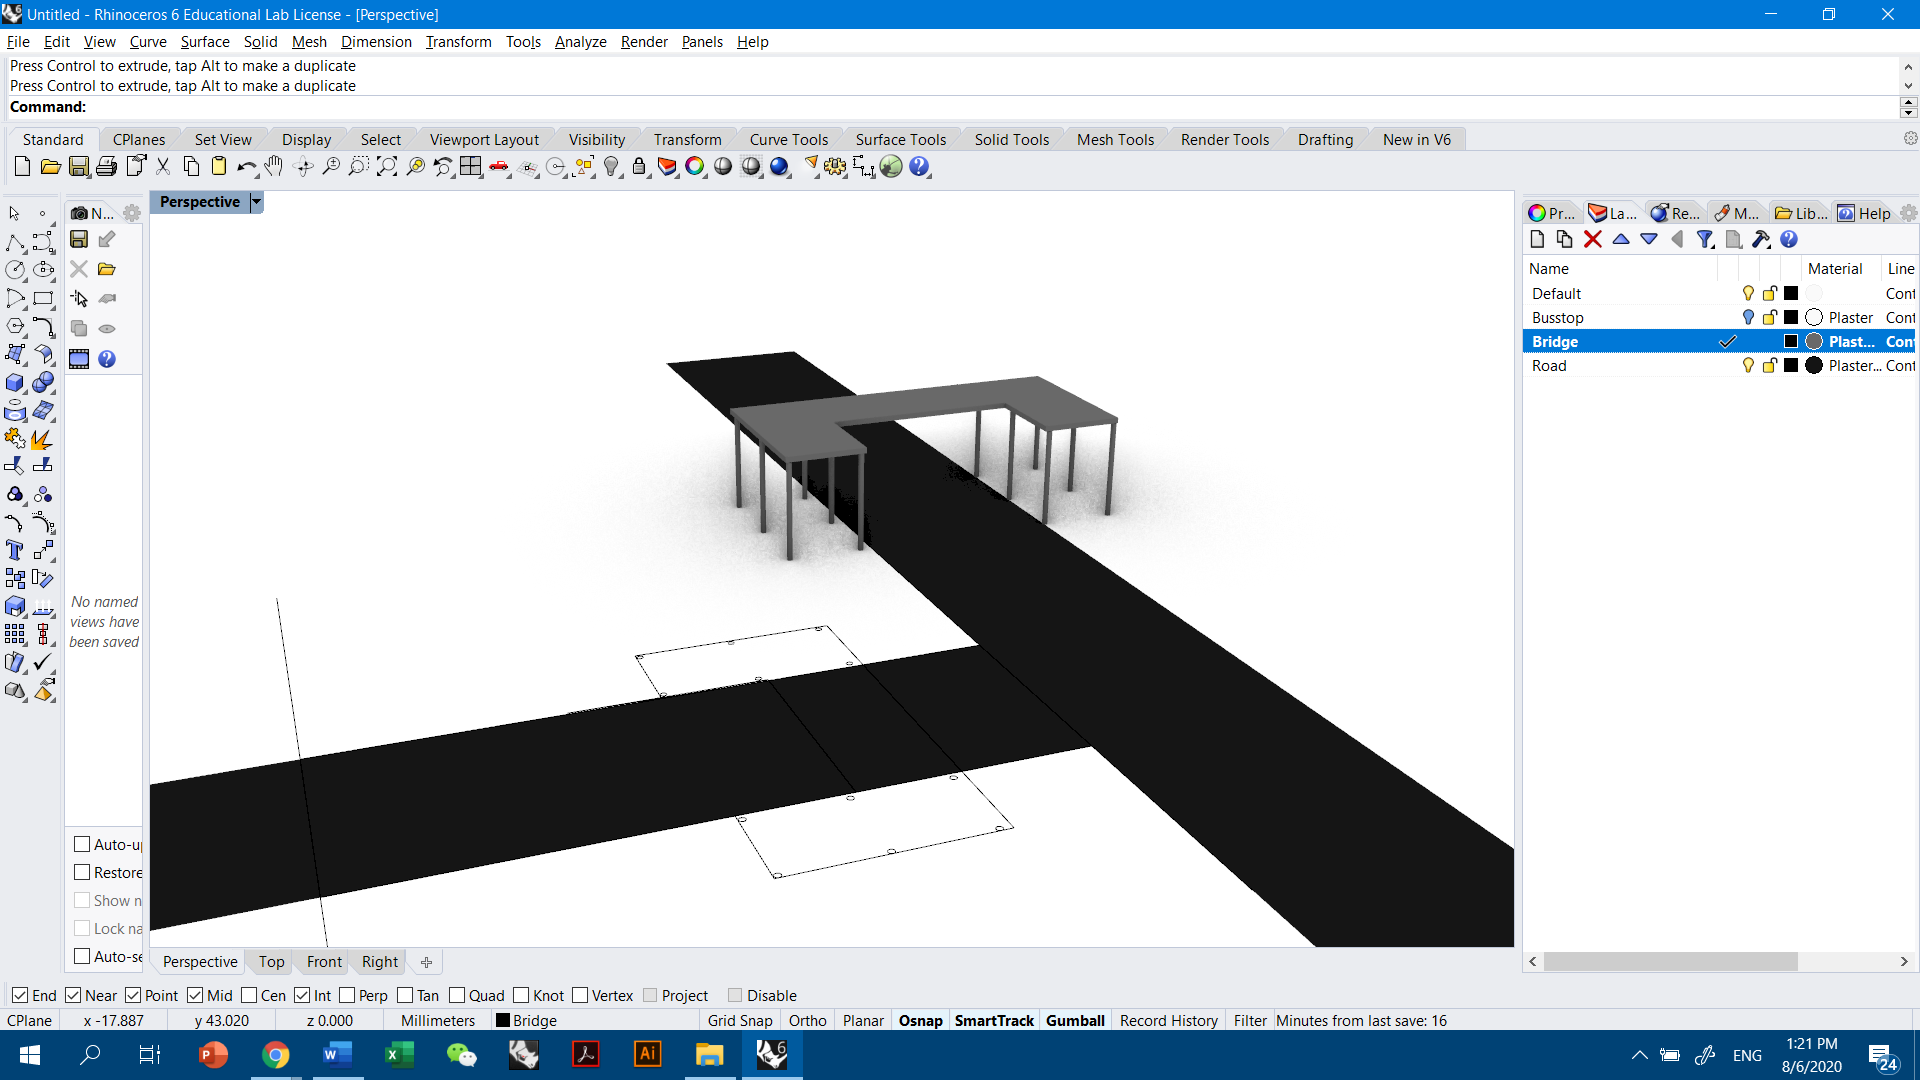 Untitled - Rhinoceros 6 Educational Lab License - [Perspective]
File Edit View Curve Surface Solid Mesh Dimension Transform Tools Analyze Render Panels Help
Press Control to extrude, tap Alt to make a duplicate
Press Control to extrude, tap Alt to make a duplicate
Command:
Standard CPlanes Set View Display Select Viewport Layout Visibility Transform Curve Tools Surface Tools Solid Tools Mesh Tools Render Tools Drafting New in V6
Perspective
N...
Pr... La... Re... M... Lib... Help
Name Material Line
Default Cont
Busstop Plaster Cont
Bridge Plast... Cont
Road Plaster... Cont
No named
views have
been saved
Auto-u
Restore
Show n
Lock na
Auto-se
Perspective Top Front Right
End Near Point Mid Cen Int Perp Tan Quad Knot Vertex Project Disable
CPlane x -17.887 y 43.020 z 0.000 Millimeters Bridge Grid Snap Ortho Planar Osnap SmartTrack Gumball Record History Filter Minutes from last save: 16
ENG
1:21 PM
8/6/2020
24